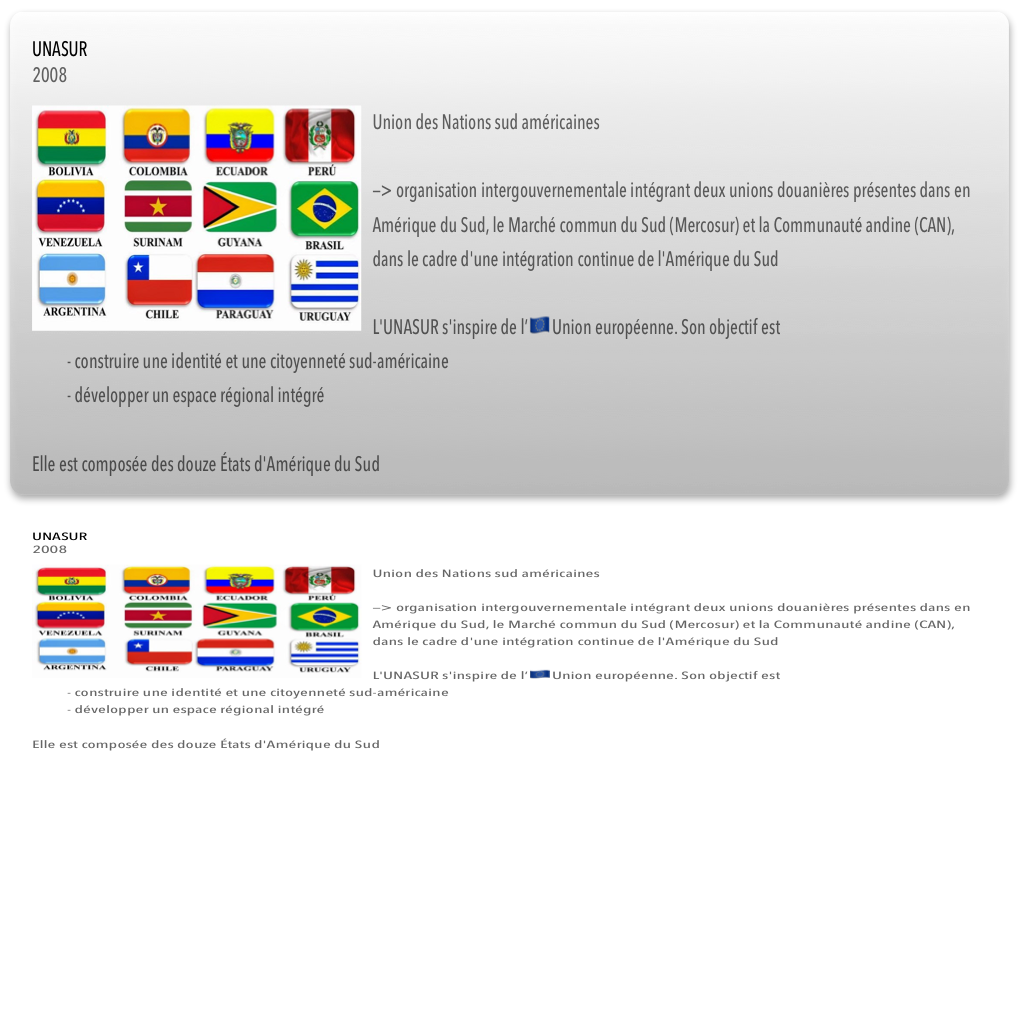 UNASUR
2008
BOLIVIA COLOMBIA ECUADOR PERÚ
VENEZUELA SURINAM GUYANA BRASIL
ARGENTINA CHILE PARAGUAY URUGUAY
Union des Nations sud américaines
–> organisation intergouvernementale intégrant deux unions douanières présentes dans en
Amérique du Sud, le Marché commun du Sud (Mercosur) et la Communauté andine (CAN),
dans le cadre d'une intégration continue de l'Amérique du Sud
L'UNASUR s'inspire de l’ Union européenne. Son objectif est
- construire une identité et une citoyenneté sud-américaine
- développer un espace régional intégré
Elle est composée des douze États d'Amérique du Sud
UNASUR
2008
BOLIVIA COLOMBIA ECUADOR PERÚ
VENEZUELA SURINAM GUYANA BRASIL
ARGENTINA CHILE PARAGUAY URUGUAY
Union des Nations sud américaines
–> organisation intergouvernementale intégrant deux unions douanières présentes dans en
Amérique du Sud, le Marché commun du Sud (Mercosur) et la Communauté andine (CAN),
dans le cadre d'une intégration continue de l'Amérique du Sud
L'UNASUR s'inspire de l’ Union européenne. Son objectif est
- construire une identité et une citoyenneté sud-américaine
- développer un espace régional intégré
Elle est composée des douze États d'Amérique du Sud